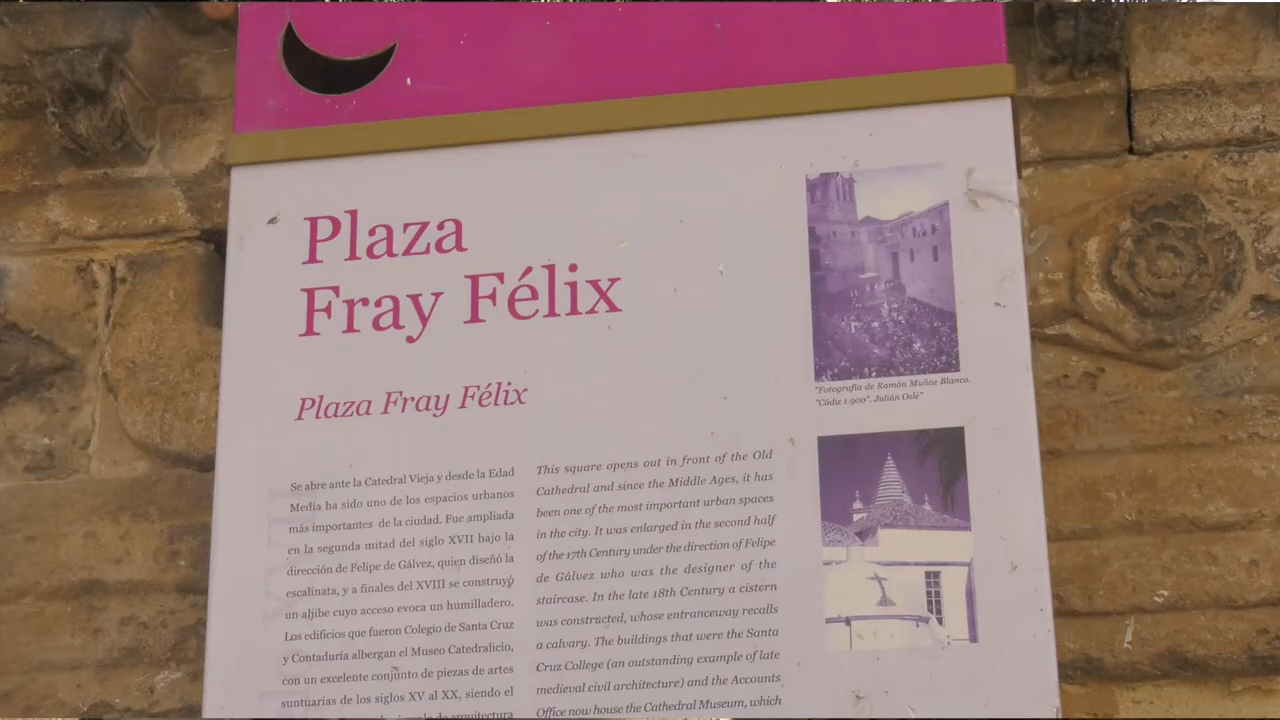 Plaza
Fray Félix
Plaza Fray Félix
Se abre ante la Catedral Vieja y desde la Edad
Media ha sido uno de los espacios urbanos
más importantes de la ciudad. Fue ampliada
en la segunda mitad del siglo XVII bajo la
dirección de Felipe de Gálvez, quien diseñó la
escalinata, y a finales del XVIII se construyó
un aljibe cuyo acceso evoca un humilladero.
Los edificios que fueron Colegio de Santa Cruz
y Contaduría albergan el Museo Catedralicio,
con un excelente conjunto de piezas de artes
suntuarias de los siglos XV al XX, siendo el
de arquitectura
This square opens out in front of the Old
Cathedral and since the Middle Ages, it has
been one of the most important urban spaces
in the city. It was enlarged in the second half
of the 17th Century under the direction of Felipe
de Gálvez who was the designer of the
staircase. In the late 18th Century a cistern
was constructed, whose entranceway recalls
a calvary. The buildings that were the Santa
Cruz College (an outstanding example of late
medieval civil architecture) and the Accounts
Office now house the Cathedral Museum, which
"Fotografía de Ramón Muñoz Blanco.
"Cádiz 1.900". Julián Oslé"